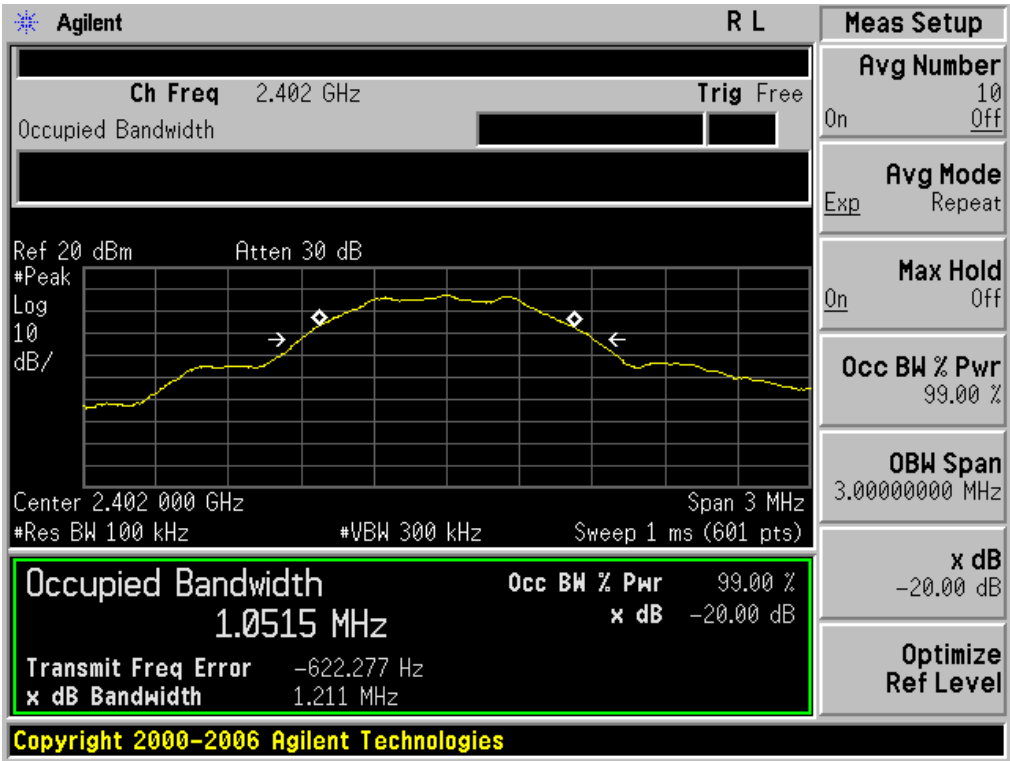 Agilent
R L
Ch Freq 2.402 GHz
Trig Free
Occupied Bandwidth
Ref 20 dBm
Atten 30 dB
#Peak
Log
10
dB/
Center 2.402 000 GHz
Span 3 MHz
#Res BW 100 kHz
#VBW 300 kHz
Sweep 1 ms (601 pts)
Occupied Bandwidth
1.0515 MHz
Occ BW % Pwr 99.00 %
x dB -20.00 dB
Transmit Freq Error -622.277 Hz
x dB Bandwidth 1.211 MHz
Copyright 2000-2006 Agilent Technologies
Meas Setup
Avg Number
10
On Off
Avg Mode
Exp Repeat
Max Hold
On Off
Occ BW % Pwr
99.00 %
OBW Span
3.00000000 MHz
x dB
-20.00 dB
Optimize
Ref Level